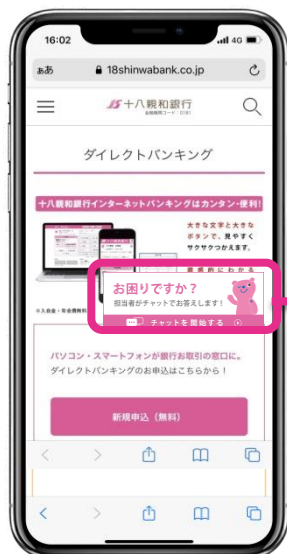 16:02
4G
ぁあ
18shinwabank.co.jp
十八親和銀行
ダイレクトバンキング
十八親和銀行インターネットバンキングはカンタン・便利!
大きな文字と大きな
ボタンで、見やすく
サクサクつかえます。
お困りですか?
担当者がチャットでお答えします!
チャットを開始する
パソコン・スマートフォンが銀行お取引の窓口に。
ダイレクトバンキングのお申込はこちらから!
新規申込(無料)